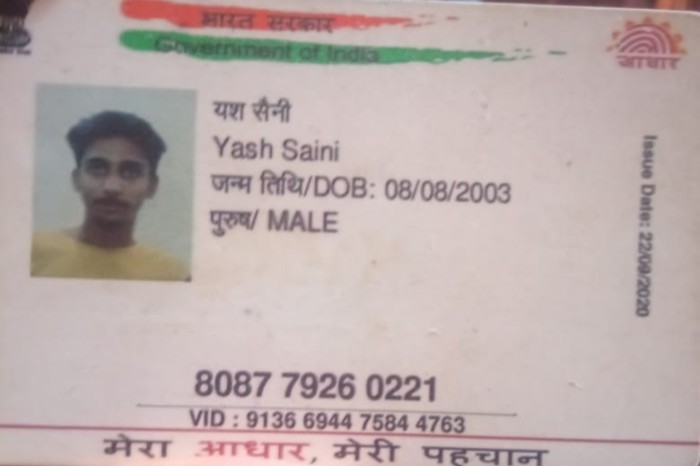 भारत सरकार
Government of India
आधार
यश सैनी
Yash Saini
जन्म तिथि/DOB: 08/08/2003
पुरुष/ MALE
Issue Date: 22/09/2020
8087 7926 0221
VID : 9136 6944 7584 4763
मेरा आधार, मेरी पहचान